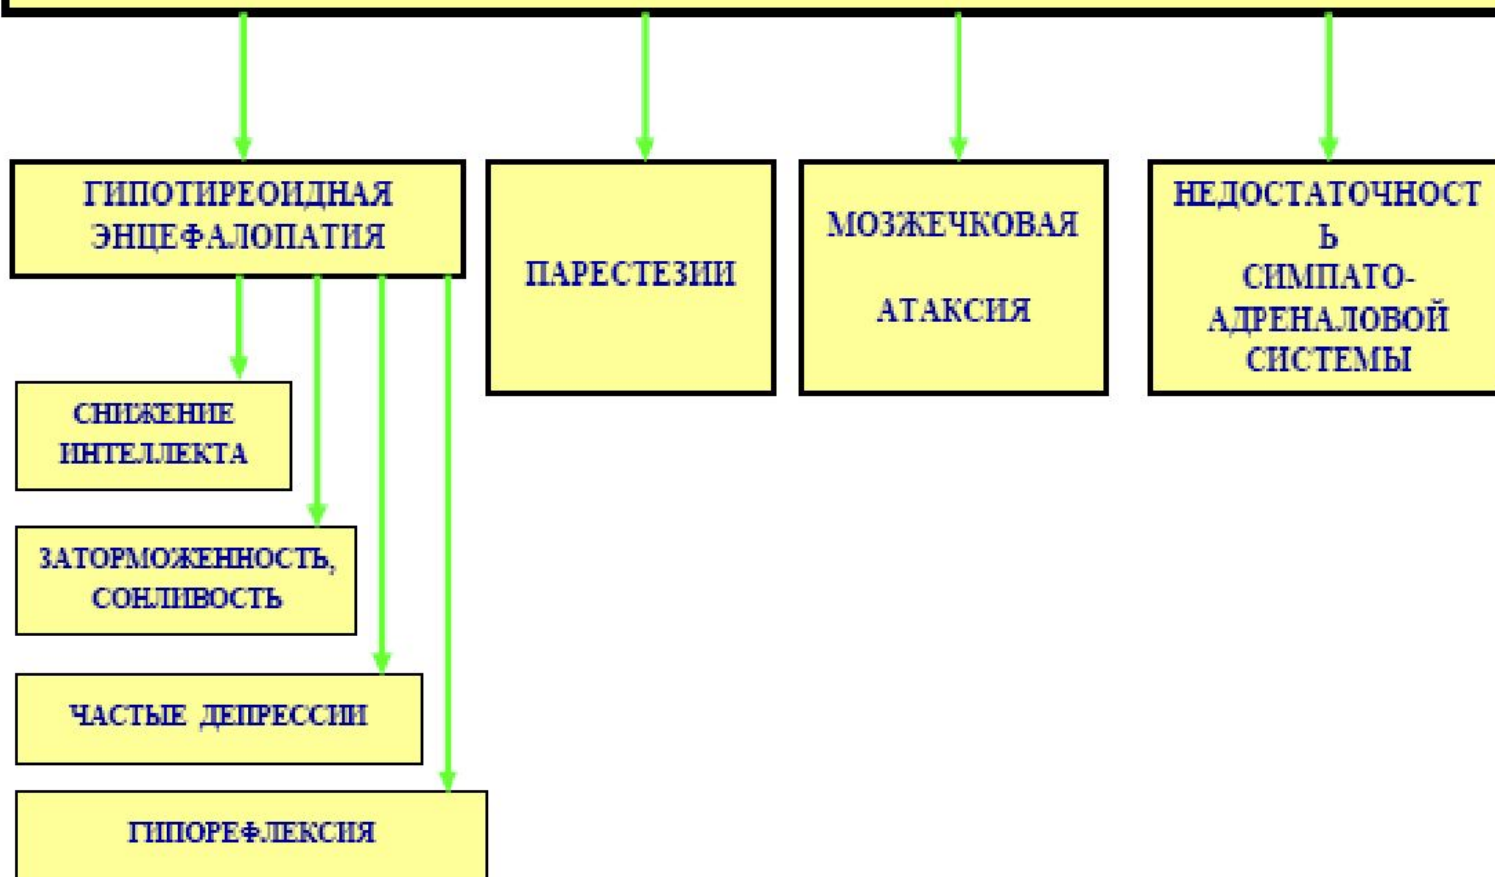 ГИПОТИРЕОИДНАЯ
ЭНЦЕФАЛОПАТИЯ
ПАРЕСТЕЗИИ
МОЗЖЕЧКОВАЯ
АТАКСИЯ
НЕДОСТАТОЧНОСТ
Ь
СИМПАТО-
АДРЕНАЛОВОЙ
СИСТЕМЫ
СНИЖЕНИЕ
ИНТЕЛЛЕКТА
ЗАТОРМОЖЕННОСТЬ,
СОНЛИВОСТЬ
ЧАСТЫЕ ДЕПРЕССИИ
ГИПОРЕФЛЕКСИЯ